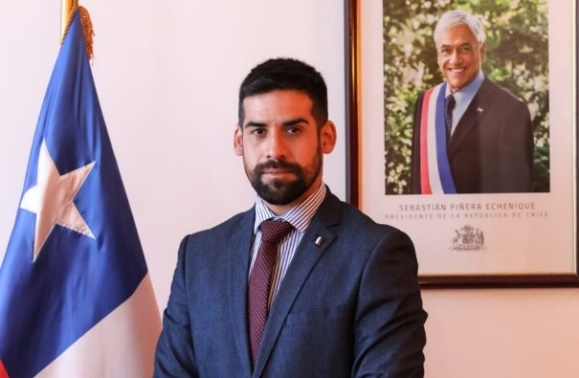 SEBASTIÁN PIÑERA ECHENIQUE
PRESIDENTE DE LA REPÚBLICA DE CHILE